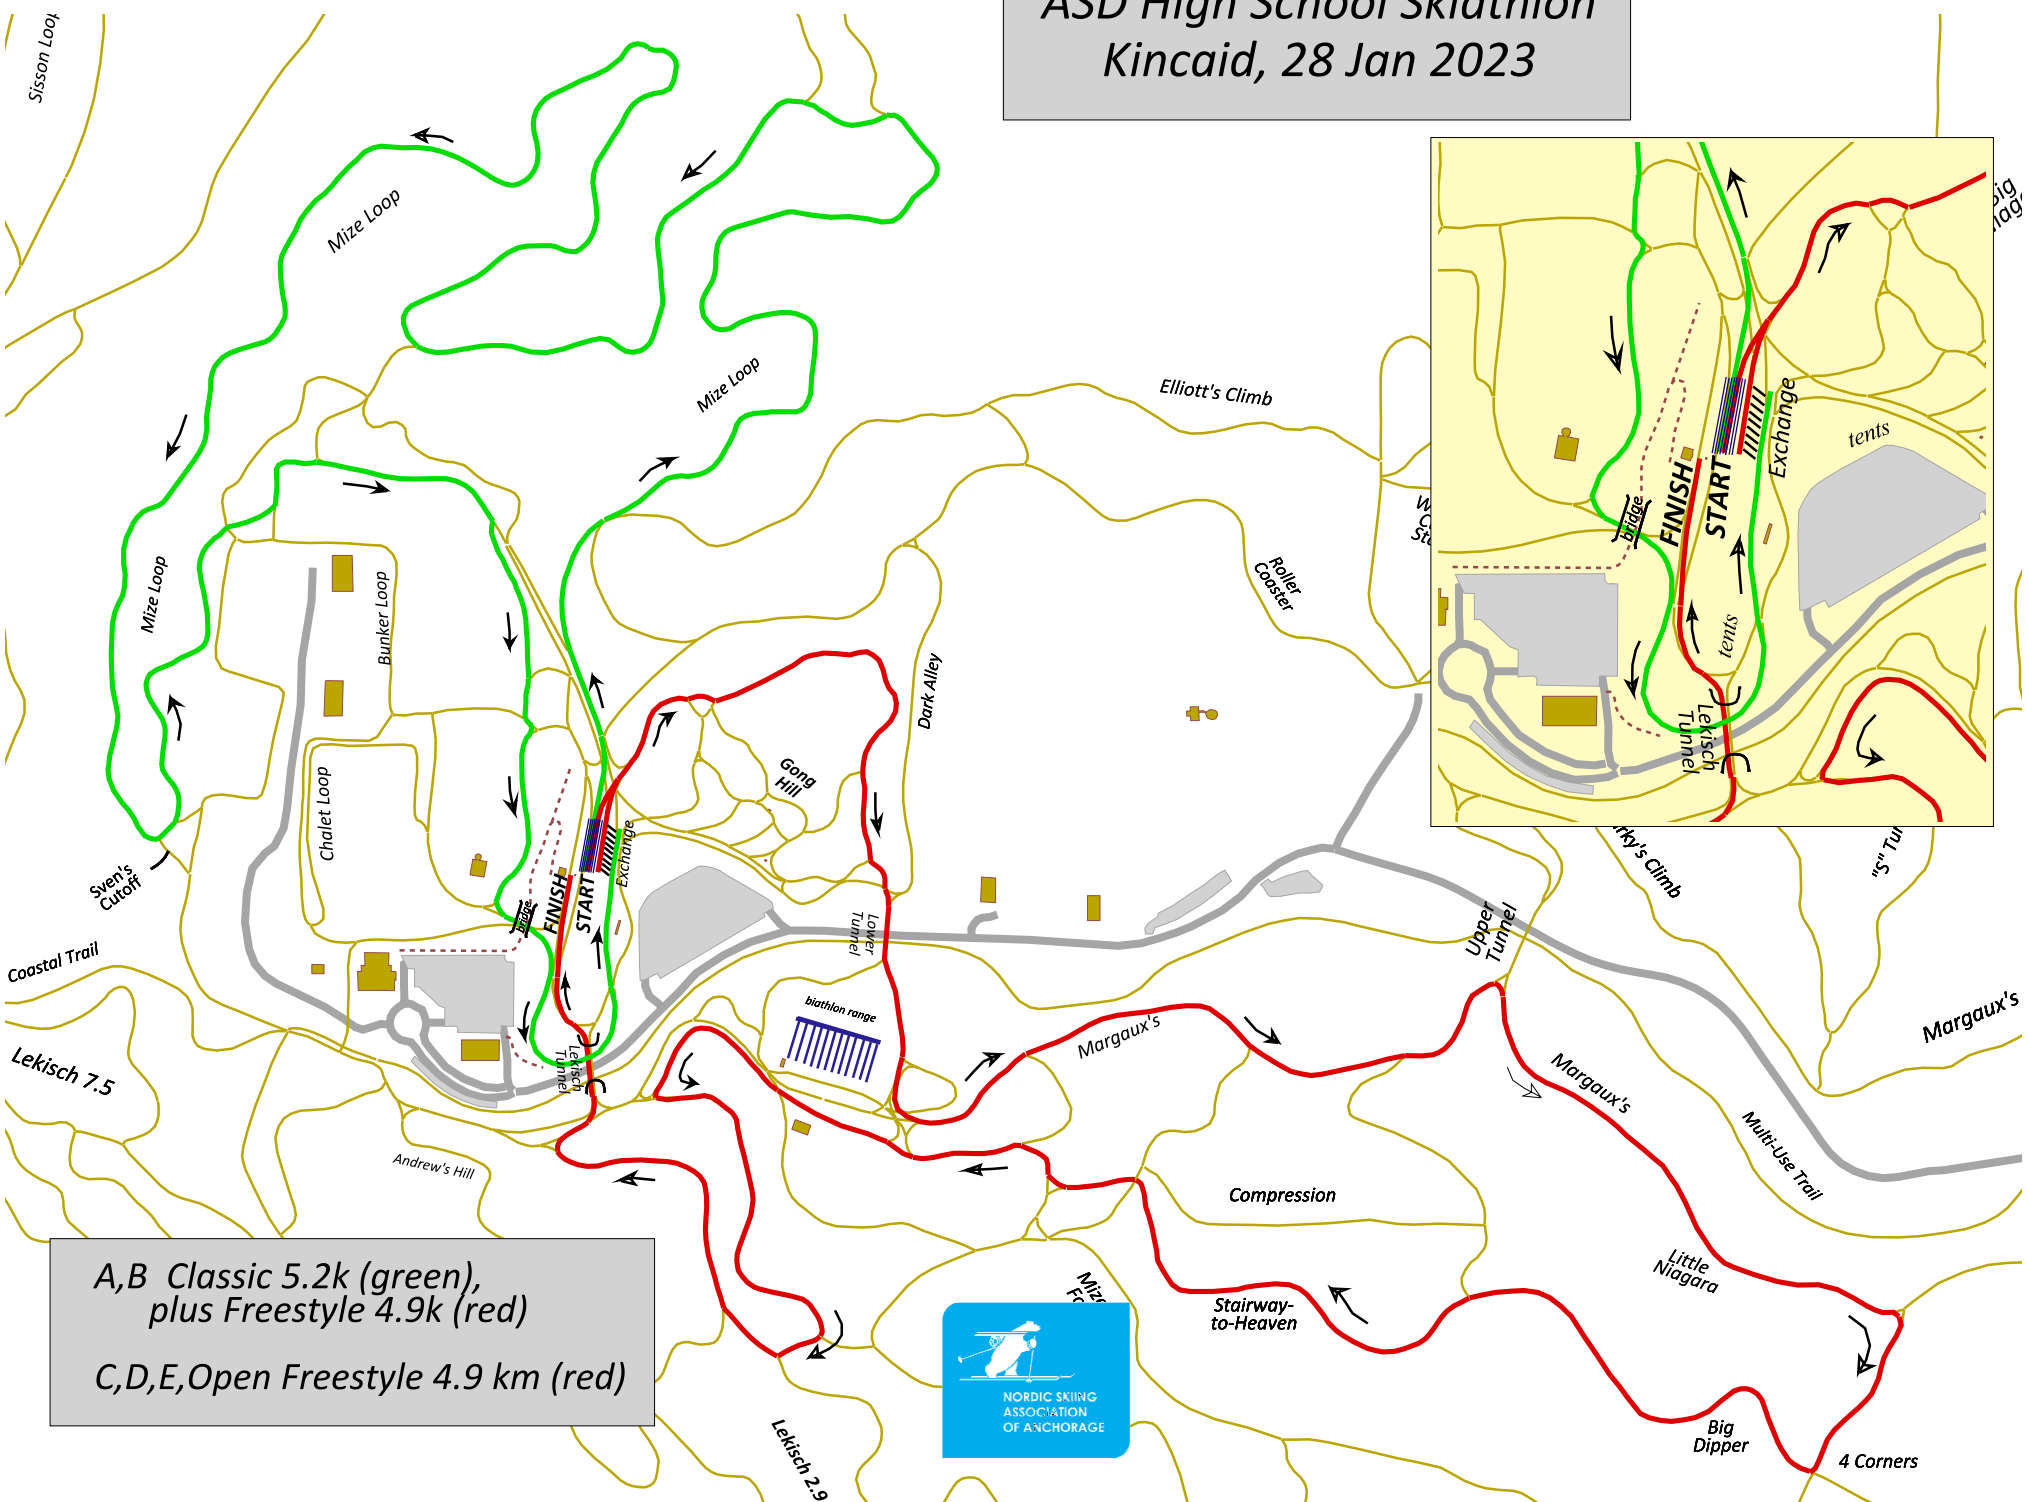 ASD High School Skiathlon
Kincaid, 28 Jan 2023
Sisson Loop
Mize Loop
Mize Loop
Mize Loop
Elliott's Climb
Roller
Coaster
Bunker Loop
Chalet Loop
Dark Alley
Gong
Hill
Sven's
Cutoff
Coastal Trail
Lekisch 7.5
Andrew's Hill
bridge
FINISH
START
Exchange
Lekisch
Tunnel
Lower
Tunnel
biathlon range
Margaux's
Upper
Tunnel
Margaux's
Margaux's
Multi-Use Trail
"S" Tur
rky's Climb
Big
Compression
Little
Niagara
Stairway-
to-Heaven
Big
Dipper
4 Corners
Lekisch 2.9
Mize
bridge
FINISH
START
Exchange
tents
tents
Lekisch
Tunnel
A,B Classic 5.2k (green),
plus Freestyle 4.9k (red)
C,D,E,Open Freestyle 4.9 km (red)
NORDIC SKIING
ASSOCIATION
OF ANCHORAGE